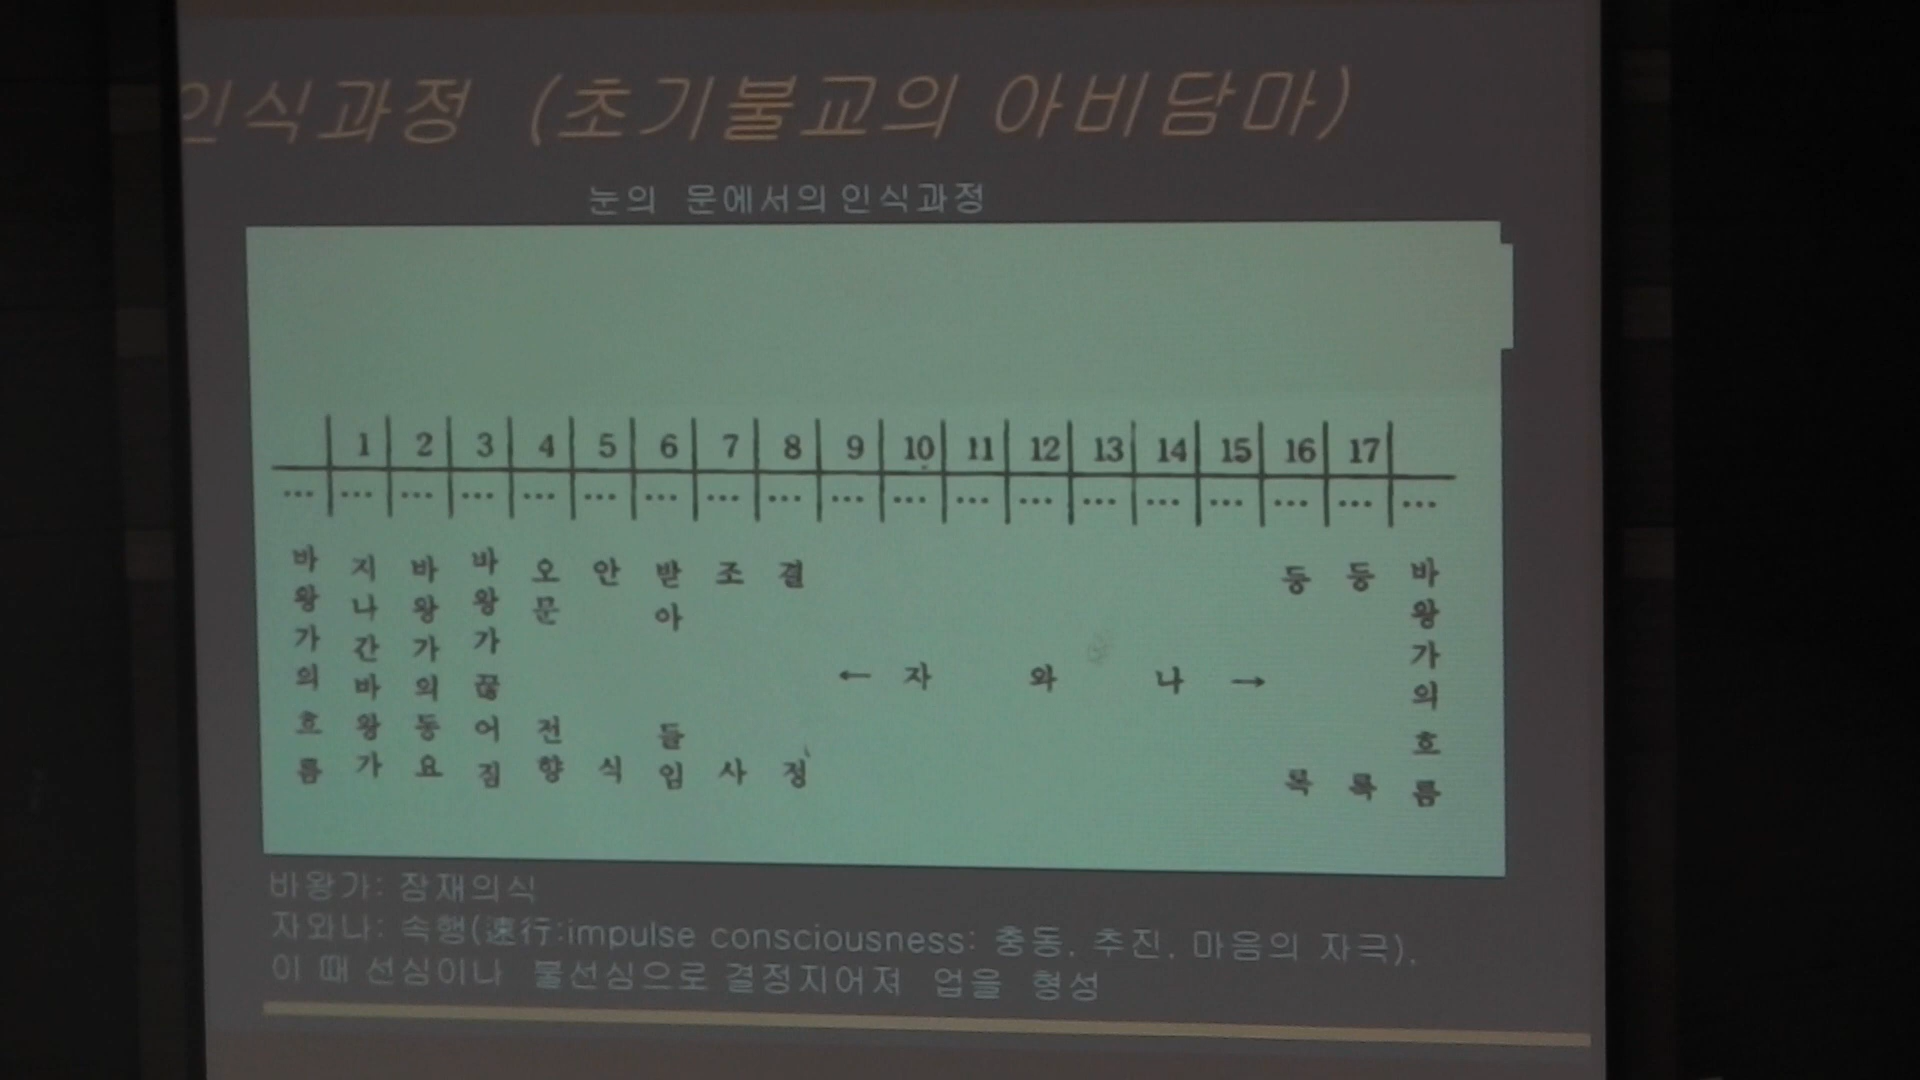 인식과정 (초기불교의 아비담마)
눈의 문에서의 인식과정
1 2 3 4 5 6 7 8 9 10 11 12 13 14 15 16 17
... ... ... ... ... ... ... ... ... ... ... ... ... ... ... ... ... ... ...
바왕가의흐름
지나간바왕가
바왕가의동요
바왕가끊어짐
오문전향
안식
받아들임
조사
결정
← 자 와 나 →
등록
등록
바왕가의흐름
바왕가: 잠재의식
자와나: 속행(速行:impulse consciousness: 충동, 추진, 마음의 자극),
이 때 선심이나 불선심으로 결정지어져 업을 형성